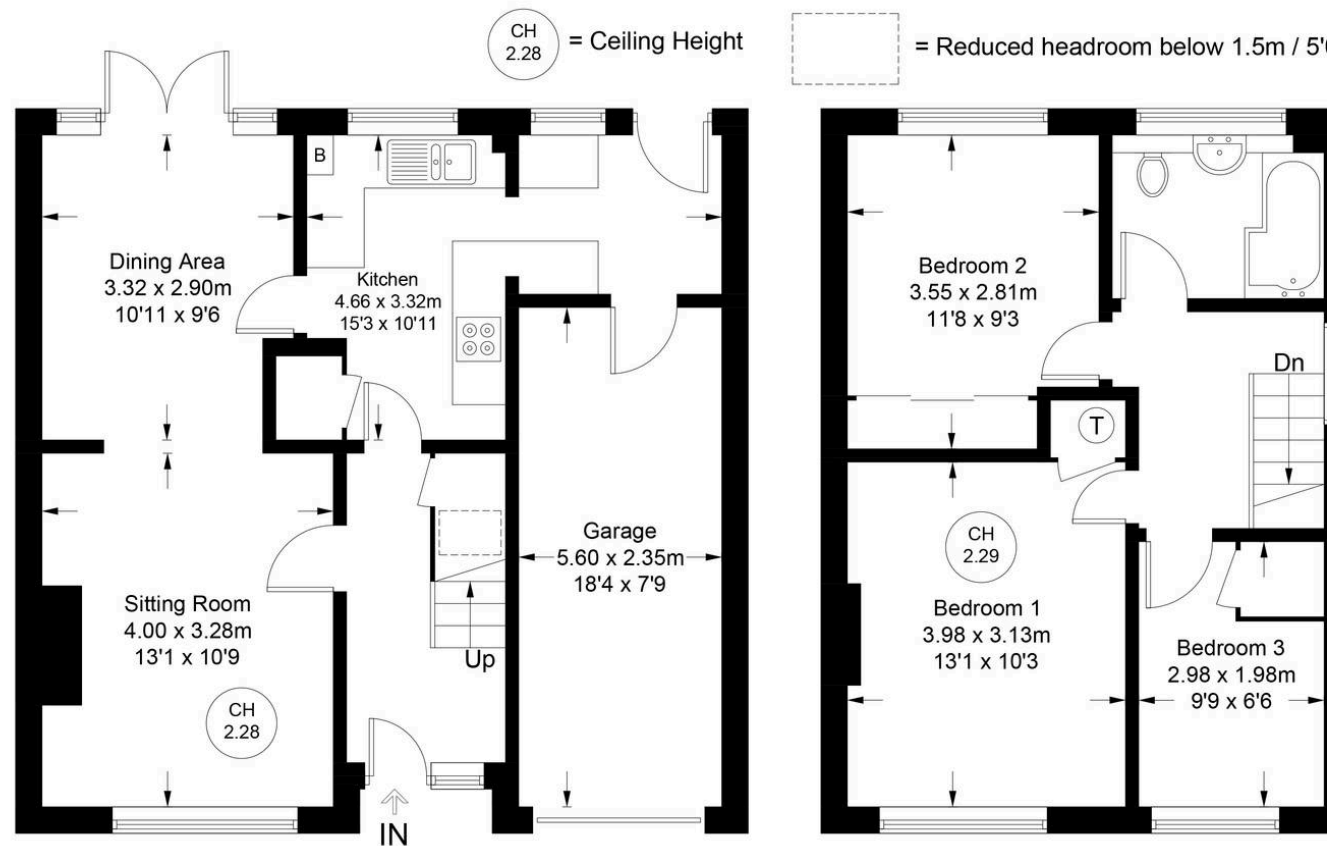 CH
2.28
= Ceiling Height
= Reduced headroom below 1.5m / 5'
B
Dining Area
3.32 x 2.90m
10'11 x 9'6
Kitchen
4.66 x 3.32m
15'3 x 10'11
Sitting Room
4.00 x 3.28m
13'1 x 10'9
CH
2.28
Up
IN
Garage
5.60 x 2.35m
18'4 x 7'9
Bedroom 2
3.55 x 2.81m
11'8 x 9'3
Dn
T
CH
2.29
Bedroom 1
3.98 x 3.13m
13'1 x 10'3
Bedroom 3
2.98 x 1.98m
9'9 x 6'6